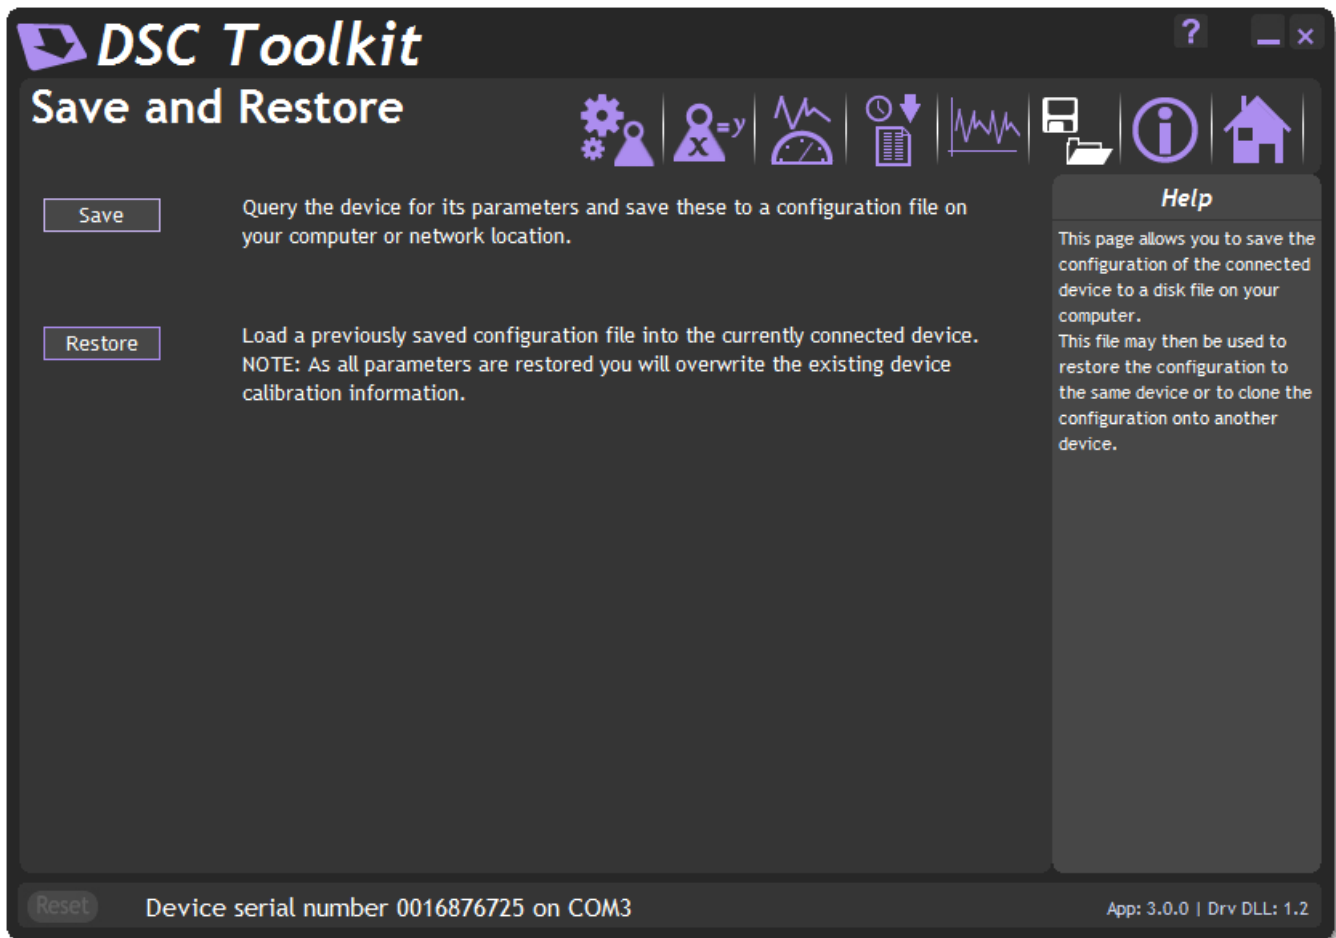 DSC Toolkit
?
Save and Restore
x
=y
i
Save
Query the device for its parameters and save these to a configuration file on
your computer or network location.
Restore
Load a previously saved configuration file into the currently connected device.
NOTE: As all parameters are restored you will overwrite the existing device
calibration information.
Help
This page allows you to save the
configuration of the connected
device to a disk file on your
computer.
This file may then be used to
restore the configuration to
the same device or to clone the
configuration onto another
device.
Reset
Device serial number 0016876725 on COM3
App: 3.0.0 | Drv DLL: 1.2